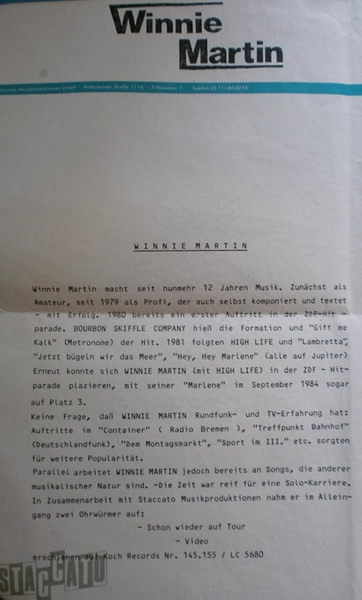 Winnie
Martin
Hildesheimer Straße
Telefon 05 11 /
WINNIE MARTIN
Winnie Martin macht seit nunmehr 12 Jahren Musik. Zunächst als
Amateur, seit 1979 als Profi, der auch selbst komponiert und textet
- mit Erfolg. 1980 bereits ein erster Auftritt in der ZDF-Hit-
parade. BOURBON SKIFFLE COMPANY hieß die Formation und "Giff me
Kalk" (Metronome) der Hit. 1981 folgten HIGH LIFE und "Lambretta",
"Jetzt bügeln wir das Meer", "Hey, Hey Marlene" (alle auf Jupiter)
Erneut konnte sich WINNIE MARTIN (mit HIGH LIFE) in der ZDF - Hit-
parade plazieren, mit seiner "Marlene" im September 1984 sogar
auf Platz 3.
Keine Frage, daß WINNIE MARTIN Rundfunk- und TV-Erfahrung hat:
Auftritte im "Container" ( Radio Bremen ), "Treffpunkt Bahnhof"
(Deutschlandfunk), "Dem Montagsmarkt", "Sport im III." etc. sorgten
für weitere Popularität.
Parallel arbeitet WINNIE MARTIN jedoch bereits an Songs, die anderer
musikalischer Natur sind. -Die Zeit war reif für eine Solo-Karriere.
In Zusammenarbeit mit Staccato Musikproduktionen nahm er im Allein-
gang zwei Ohrwürmer auf:
- Schon wieder auf Tour
- Video
erschienen auf Koch Records Nr. 145.155 / LC 5680
STACCATO